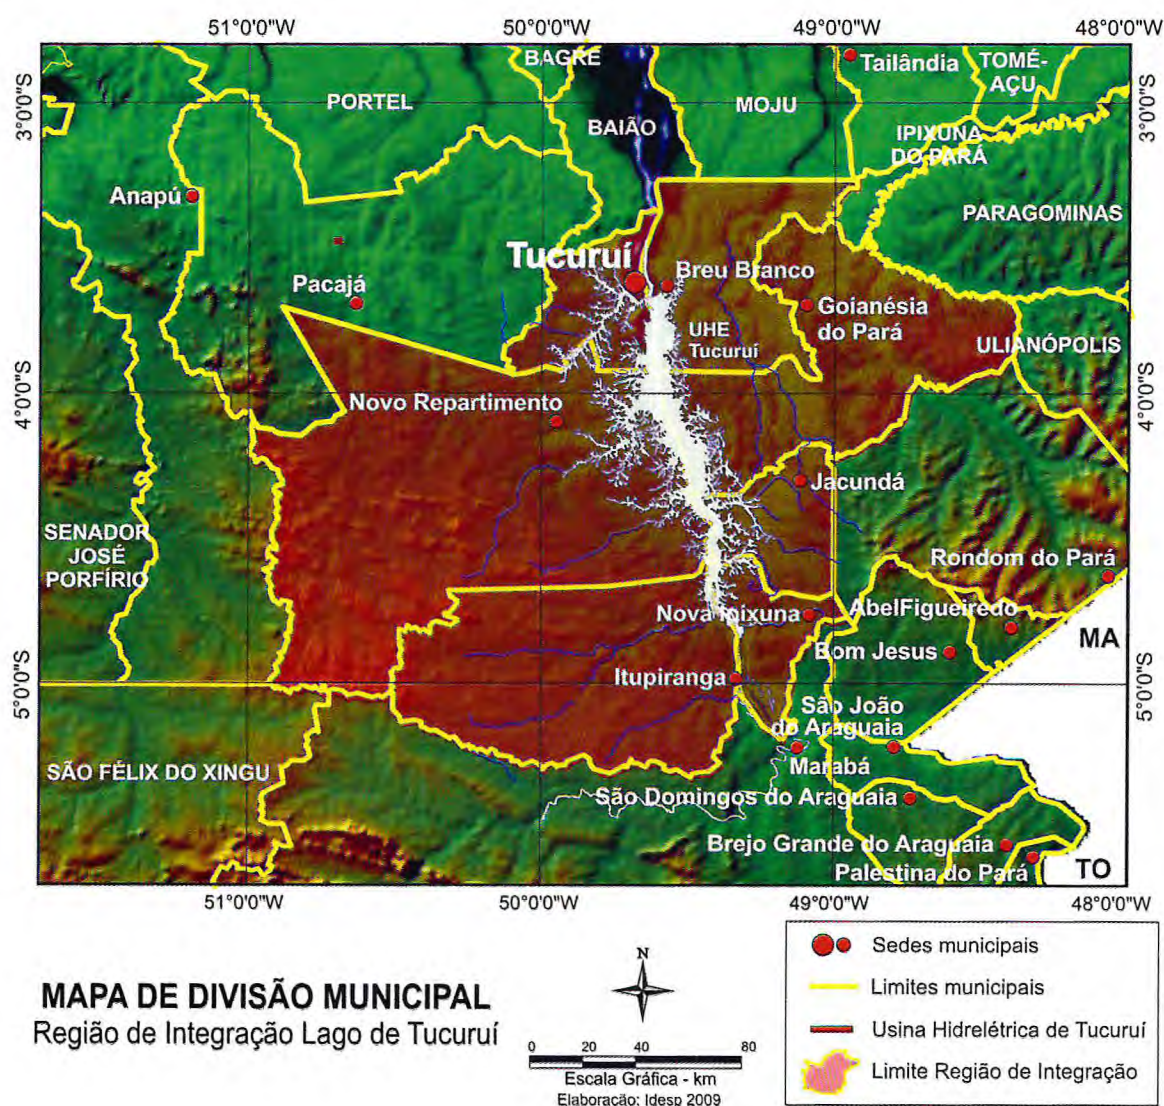 51°0'0"W
50°0'0"W
49°0'0"W
48°0'0"W
BAGRE
Tailândia
TOMÉ-
AÇU
3°0'0"S
PORTEL
MOJU
3°0'0"S
BAIÃO
IPIXUNA
DO PARÁ
Anapú
PARAGOMINAS
Tucuruí
Breu Branco
Pacajá
Goianésia
do Pará
UHE
Tucuruí
ULIANÓPOLIS
4°0'0"S
Novo Repartimento
4°0'0"S
Jacundá
SENADOR
JOSÉ
PORFÍRIO
Rondom do Pará
Nova Ipixuna
AbelFigueiredo
MA
Bom Jesus
5°0'0"S
Itupiranga
5°0'0"S
São João
do Araguaia
SÃO FÉLIX DO XINGU
Marabá
São Domingos do Araguaia
Brejo Grande do Araguaia
Palestina do Pará
TO
51°0'0"W
50°0'0"W
49°0'0"W
48°0'0"W
MAPA DE DIVISÃO MUNICIPAL
Região de Integração Lago de Tucuruí
N
0 20 40 80
Escala Gráfica - km
Elaboração: Idesp 2009
Sedes municipais
Limites municipais
Usina Hidrelétrica de Tucuruí
Limite Região de Integração